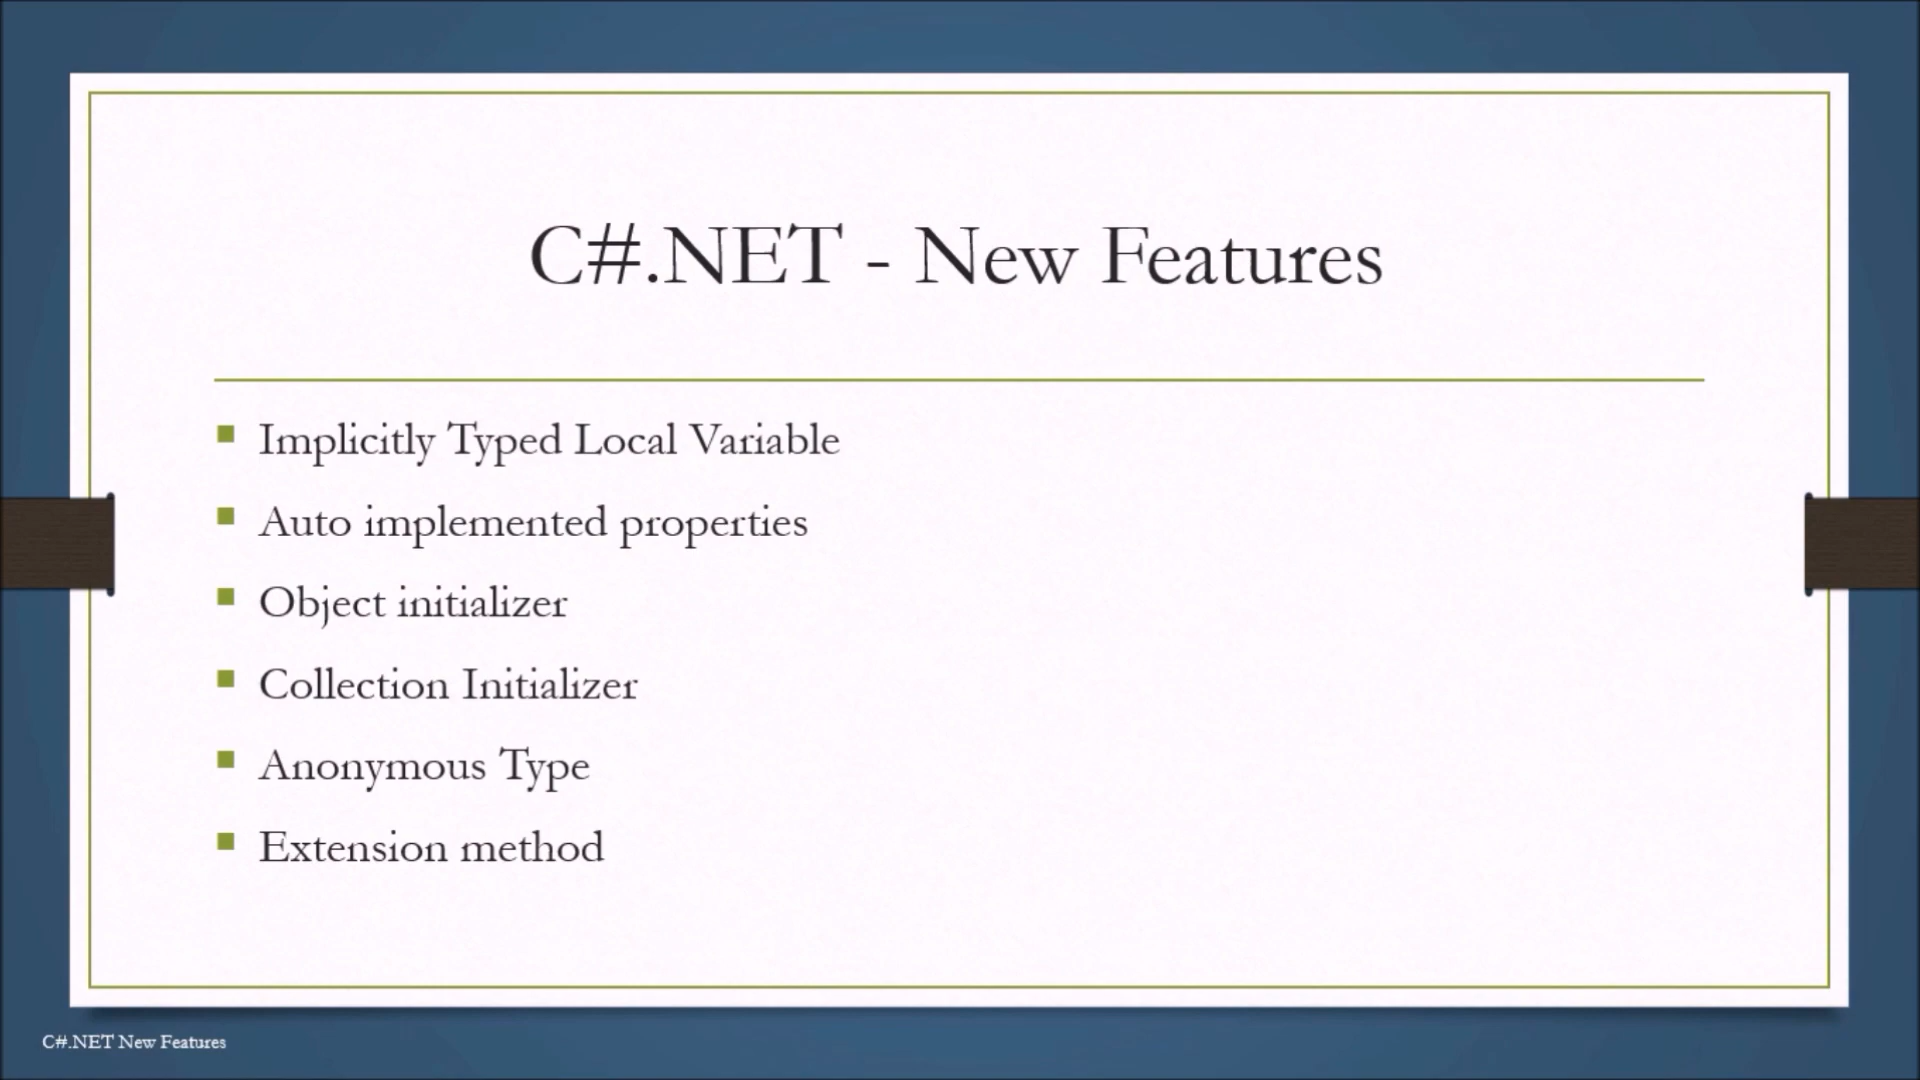 C#.NET - New Features
Implicitly Typed Local Variable
Auto implemented properties
Object initializer
Collection Initializer
Anonymous Type
Extension method
C#.NET New Features